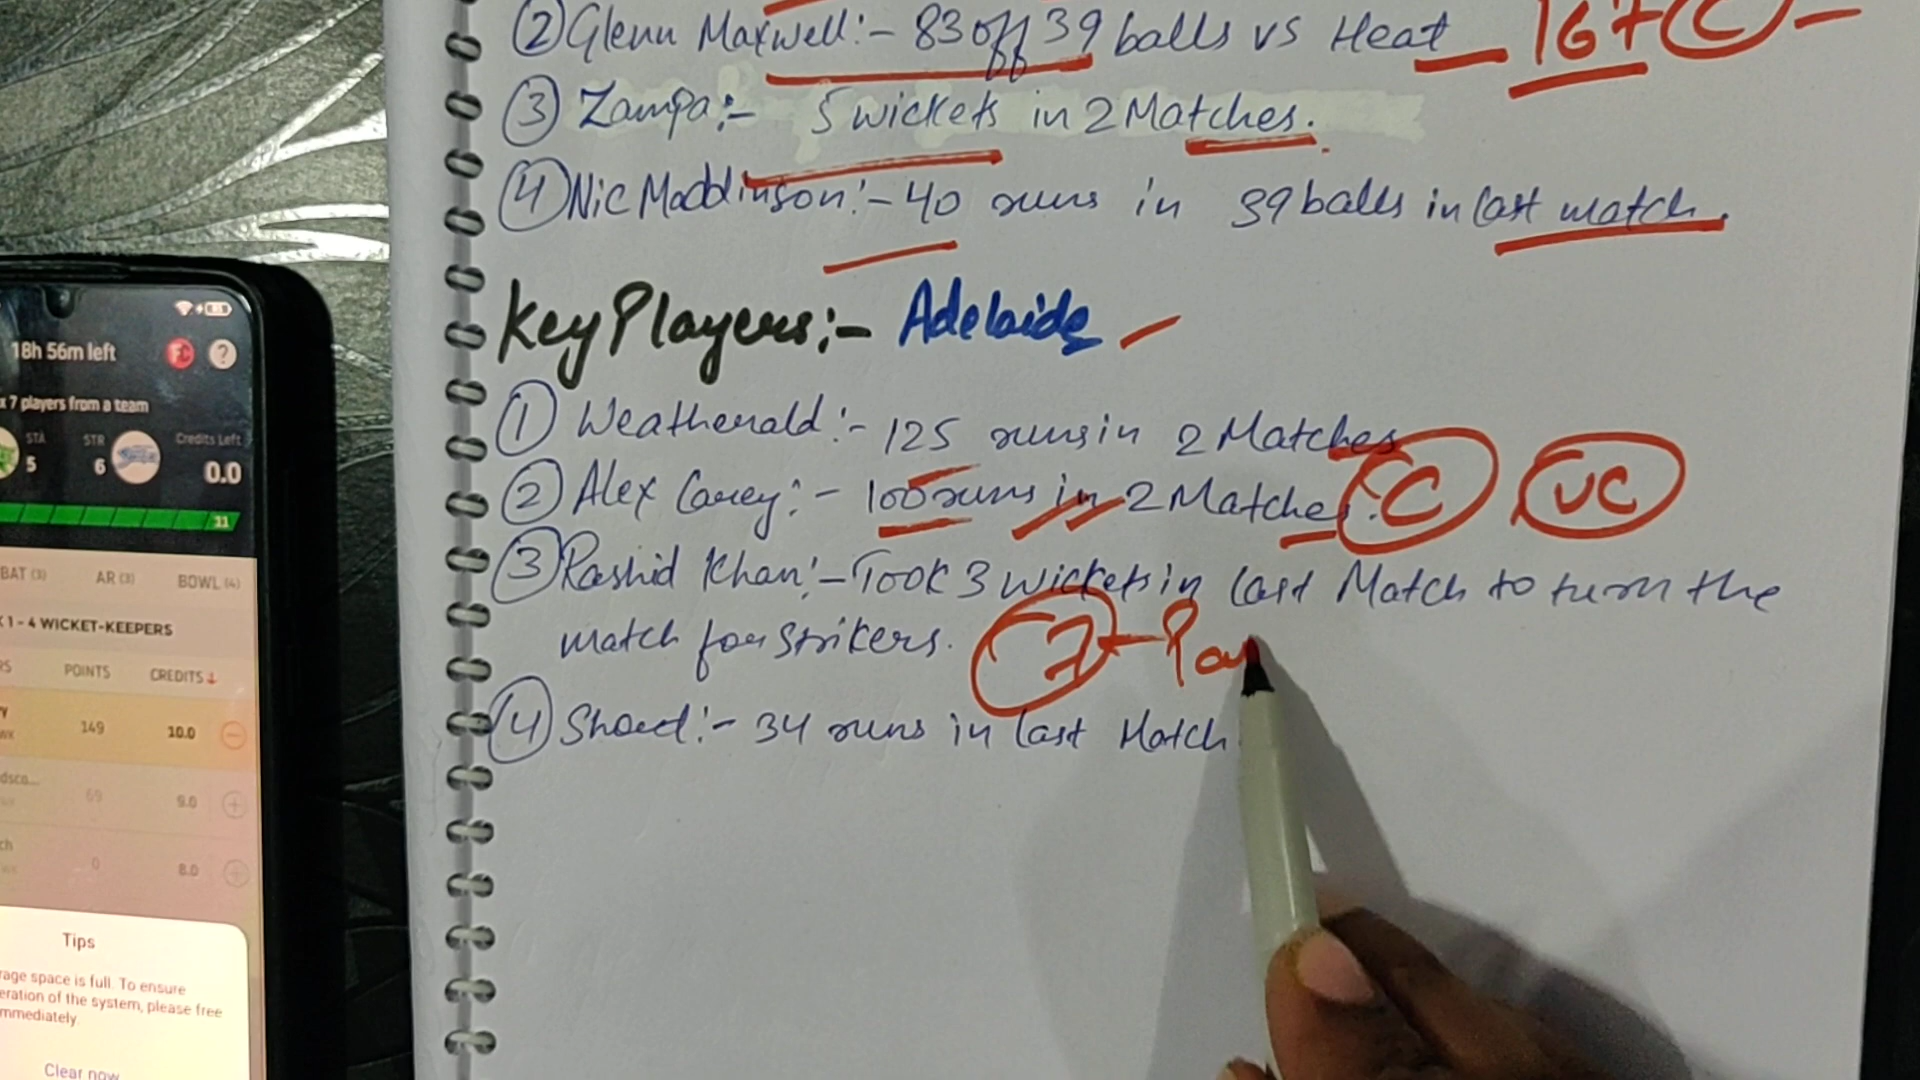 ② Glenn Maxwell:- 83 off 39 balls vs Heat 167 C
③ Zampa:- 5 wickets in 2 Matches.
④ Nic Maddinson:- 40 runs in 39 balls in last match.
Key Players:- Adelaide
① Weatherald:- 125 runs in 2 Matches
② Alex Carey:- 100 runs in 2 Matches. C VC
③ Rashid Khan:- Took 3 wickets in last Match to turn the
match for Strikers. 7
④ Shoed:- 34 runs in last Match
18h 56m left
?
7 players from a team
STA
5
STR
6
Credits Left
0.0
11
BAT (3) AR (3) BOWL (4)
1 - 4 WICKET-KEEPERS
POINTS CREDITS↓
149 10.0
69 9.0
0 8.0
Tips
space is full. To ensure
of the system, please free
Clear now